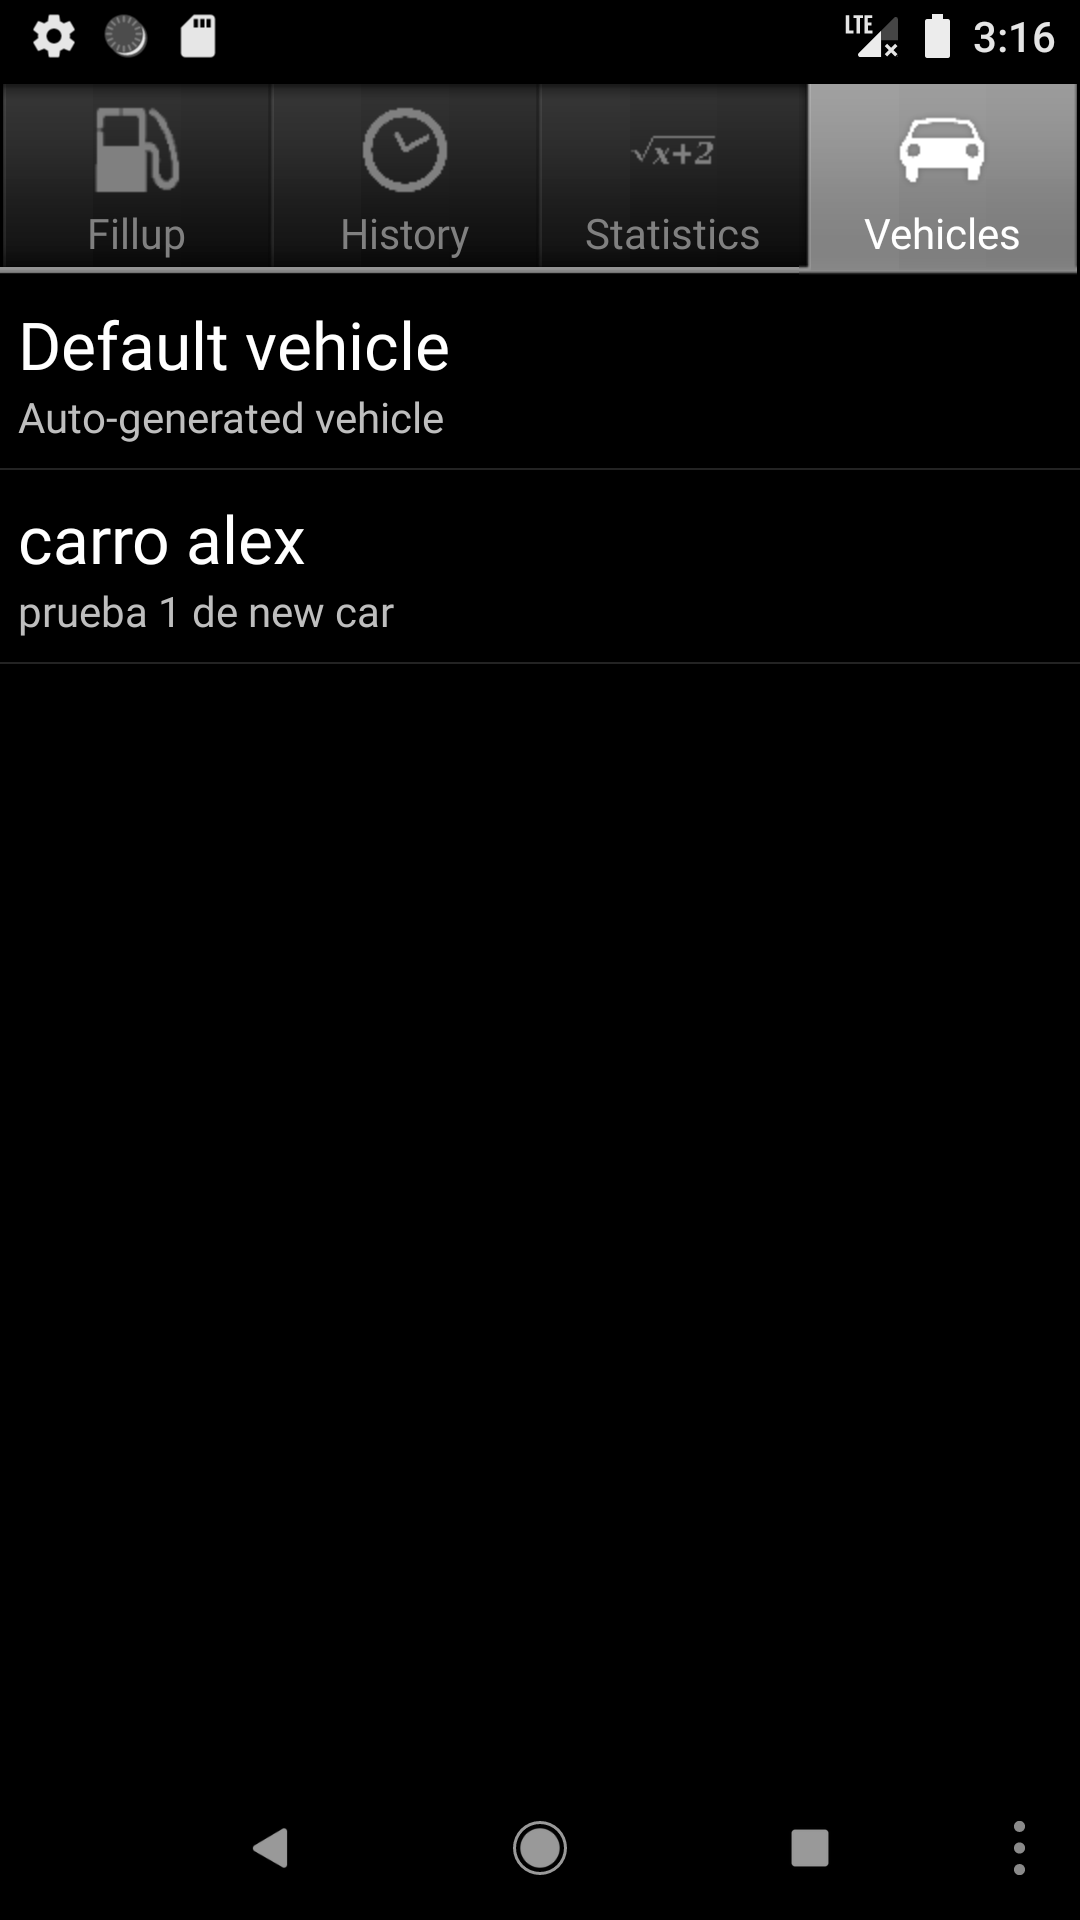 LTE 3:16
Fillup History √x+2 Statistics Vehicles
Default vehicle
Auto-generated vehicle
carro alex
prueba 1 de new car